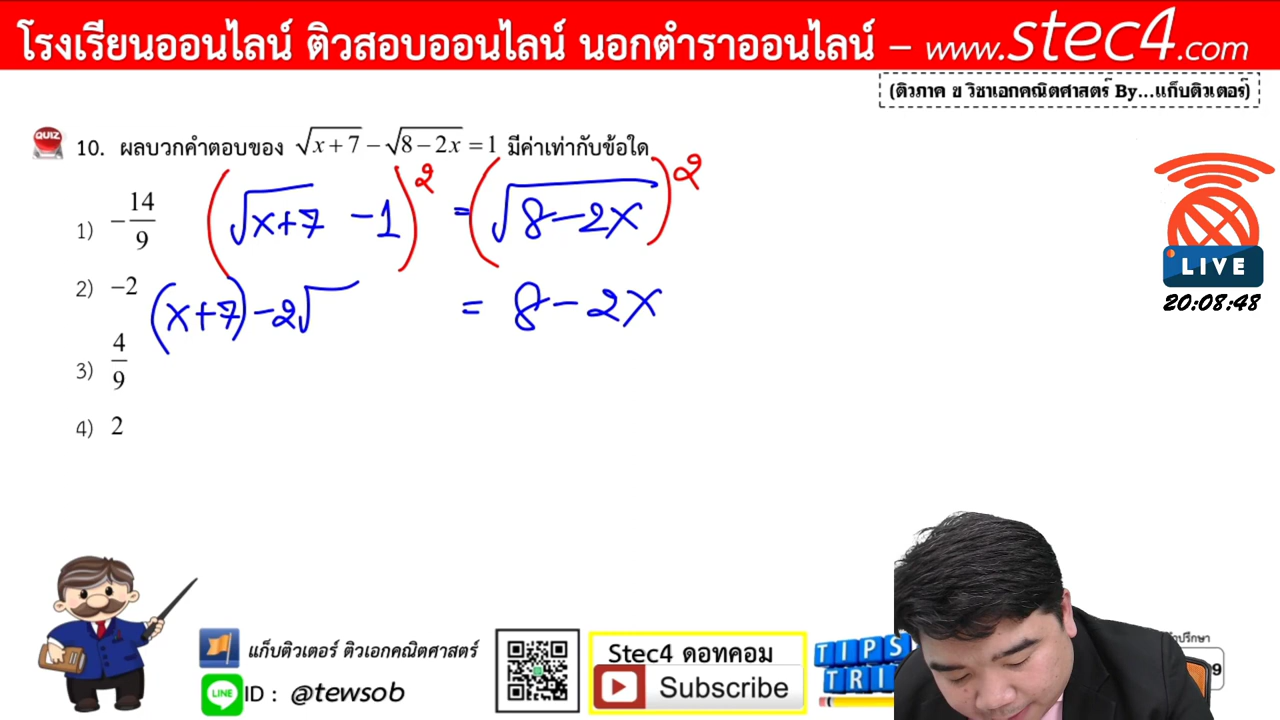 โรงเรียนออนไลน์ ติวสอบออนไลน์ นอกตำราออนไลน์ – www.stec4.com
(ติวภาค ข วิชาเอกคณิตศาสตร์ By...แก็บติวเตอร์)
QUIZ
10. ผลบวกคำตอบของ √(x+7) − √(8−2x) = 1 มีค่าเท่ากับข้อใด
1) −14/9
(√(x+7) −1)² = (√(8−2x))²
2) −2
(x+7) −2√ = 8−2x
3) 4/9
4) 2
LIVE
20:08:48
แก็บติวเตอร์ ติวเอกคณิตศาสตร์
LINE ID : @tewsob
Stec4 ดอทคอม
Subscribe
TIPS
TRI
9